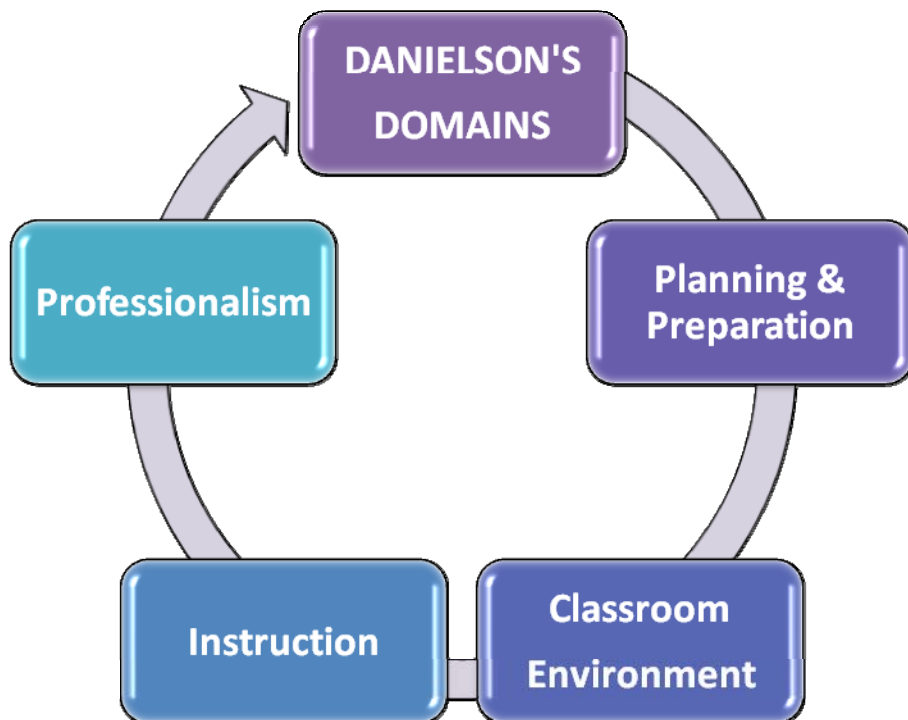 DANIELSON'S
DOMAINS
Planning &
Preparation
Classroom
Environment
Instruction
Professionalism